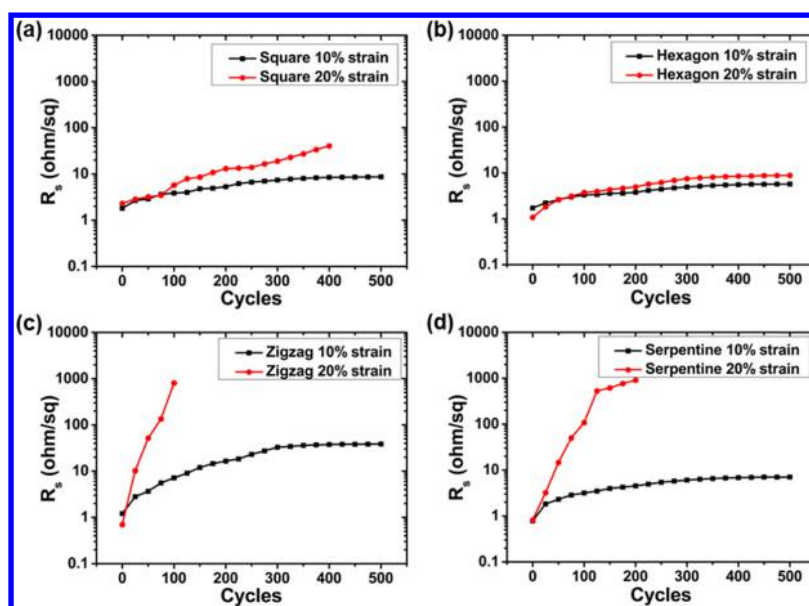 (a)
10000
1000
100
10
1
0.1
R_s (ohm/sq)
Square 10% strain
Square 20% strain
0 100 200 300 400 500
Cycles
(b)
10000
1000
100
10
1
0.1
R_s (ohm/sq)
Hexagon 10% strain
Hexagon 20% strain
0 100 200 300 400 500
Cycles
(c)
10000
1000
100
10
1
0.1
R_s (ohm/sq)
Zigzag 10% strain
Zigzag 20% strain
0 100 200 300 400 500
Cycles
(d)
10000
1000
100
10
1
0.1
R_s (ohm/sq)
Serpentine 10% strain
Serpentine 20% strain
0 100 200 300 400 500
Cycles